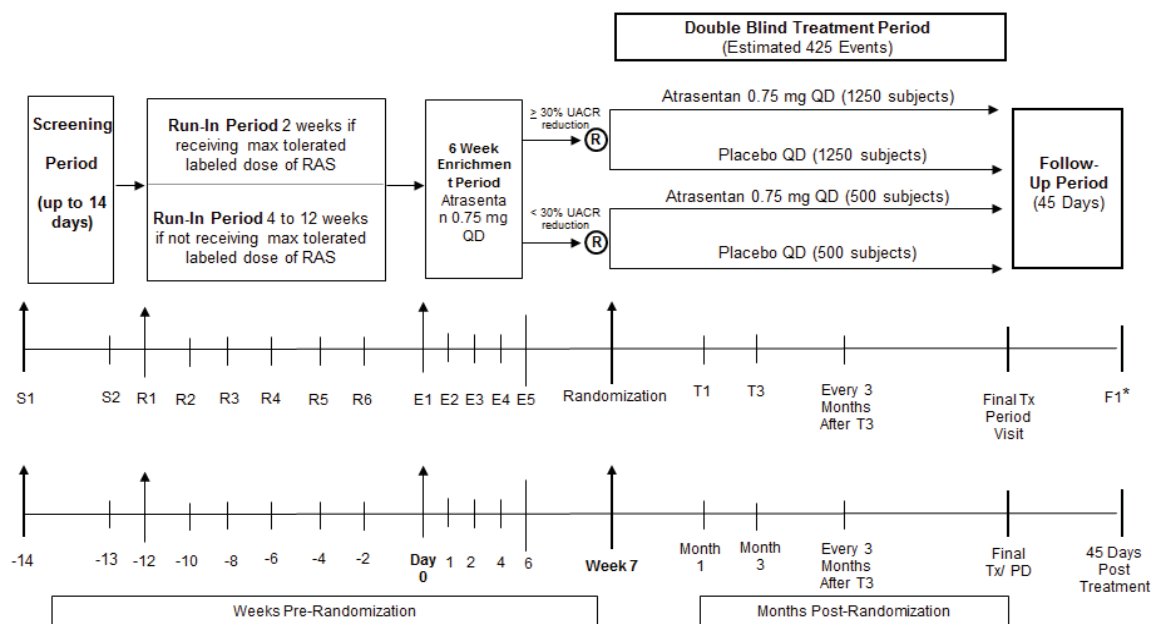 Double Blind Treatment Period
(Estimated 425 Events)
Screening
Period
(up to 14
days)
Run-In Period 2 weeks if
receiving max tolerated
labeled dose of RAS
Run-In Period 4 to 12 weeks
if not receiving max tolerated
labeled dose of RAS
6 Week
Enrichmen
t Period
Atrasenta
n 0.75 mg
QD
≥ 30% UACR
reduction
R
< 30% UACR
reduction
R
Atrasentan 0.75 mg QD (1250 subjects)
Placebo QD (1250 subjects)
Atrasentan 0.75 mg QD (500 subjects)
Placebo QD (500 subjects)
Follow-
Up Period
(45 Days)
S1 S2 R1 R2 R3 R4 R5 R6 E1 E2 E3 E4 E5 Randomization T1 T3 Every 3
Months
After T3
Final Tx
Period
Visit
F1*
-14 -13 -12 -10 -8 -6 -4 -2 Day
0
1 2 4 6 Week 7 Month
1
Month
3
Every 3
Months
After T3
Final
Tx/ PD
45 Days
Post
Treatment
Weeks Pre-Randomization
Months Post-Randomization